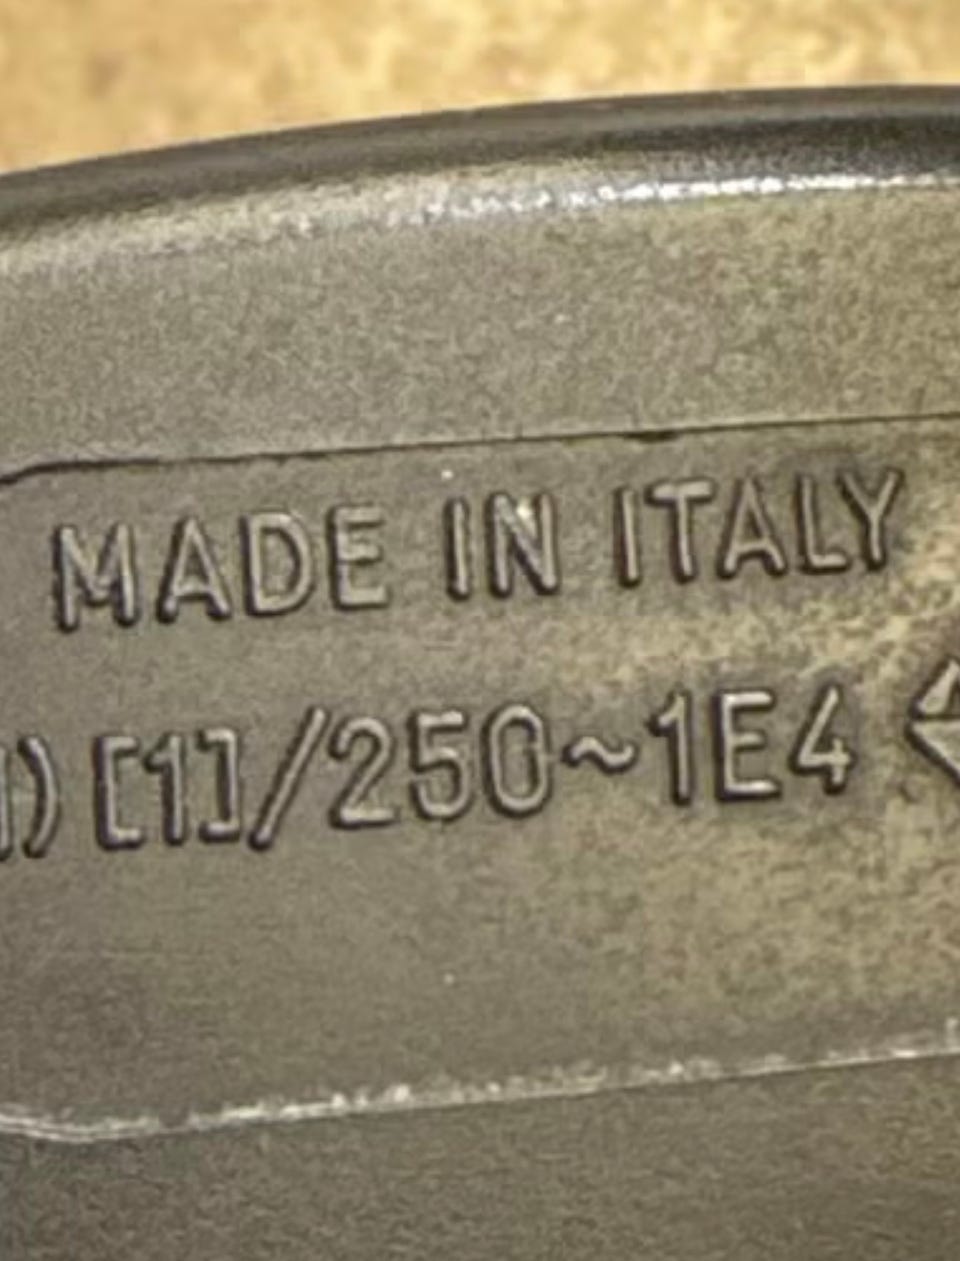 MADE IN ITALY
) [1]/250~1E4